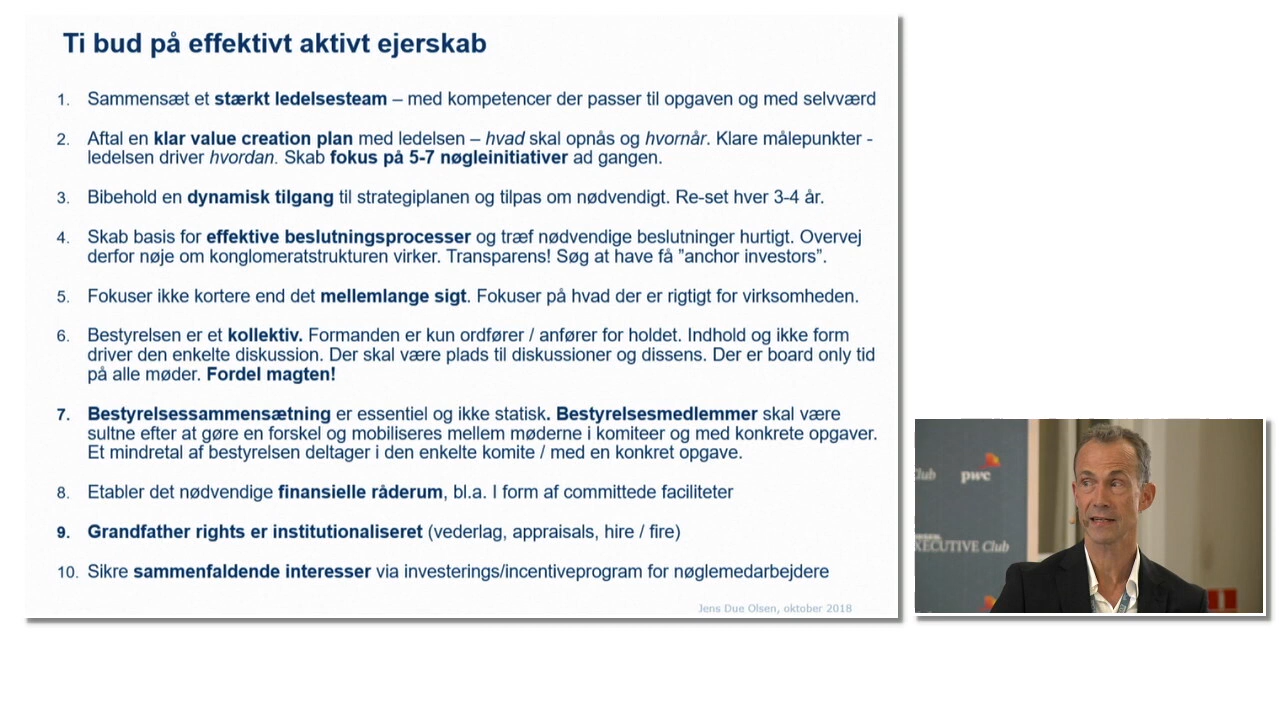 Ti bud på effektivt aktivt ejerskab
1. Sammensæt et stærkt ledelsesteam – med kompetencer der passer til opgaven og med selvværd
2. Aftal en klar value creation plan med ledelsen – hvad skal opnås og hvornår. Klare målepunkter -
ledelsen driver hvordan. Skab fokus på 5-7 nøgleinitiativer ad gangen.
3. Bibehold en dynamisk tilgang til strategiplanen og tilpas om nødvendigt. Re-set hver 3-4 år.
4. Skab basis for effektive beslutningsprocesser og træf nødvendige beslutninger hurtigt. Overvej
derfor nøje om konglomeratstrukturen virker. Transparens! Søg at have få ”anchor investors”.
5. Fokuser ikke kortere end det mellemlange sigt. Fokuser på hvad der er rigtigt for virksomheden.
6. Bestyrelsen er et kollektiv. Formanden er kun ordfører / anfører for holdet. Indhold og ikke form
driver den enkelte diskussion. Der skal være plads til diskussioner og dissens. Der er board only tid
på alle møder. Fordel magten!
7. Bestyrelsessammensætning er essentiel og ikke statisk. Bestyrelsesmedlemmer skal være
sultne efter at gøre en forskel og mobiliseres mellem møderne i komiteer og med konkrete opgaver.
Et mindretal af bestyrelsen deltager i den enkelte komite / med en konkret opgave.
8. Etabler det nødvendige finansielle råderum, bl.a. I form af committede faciliteter
9. Grandfather rights er institutionaliseret (vederlag, appraisals, hire / fire)
10. Sikre sammenfaldende interesser via investerings/incentiveprogram for nøglemedarbejdere
Jens Due Olsen, oktober 2018
Club
pwc
EXECUTIVE Club